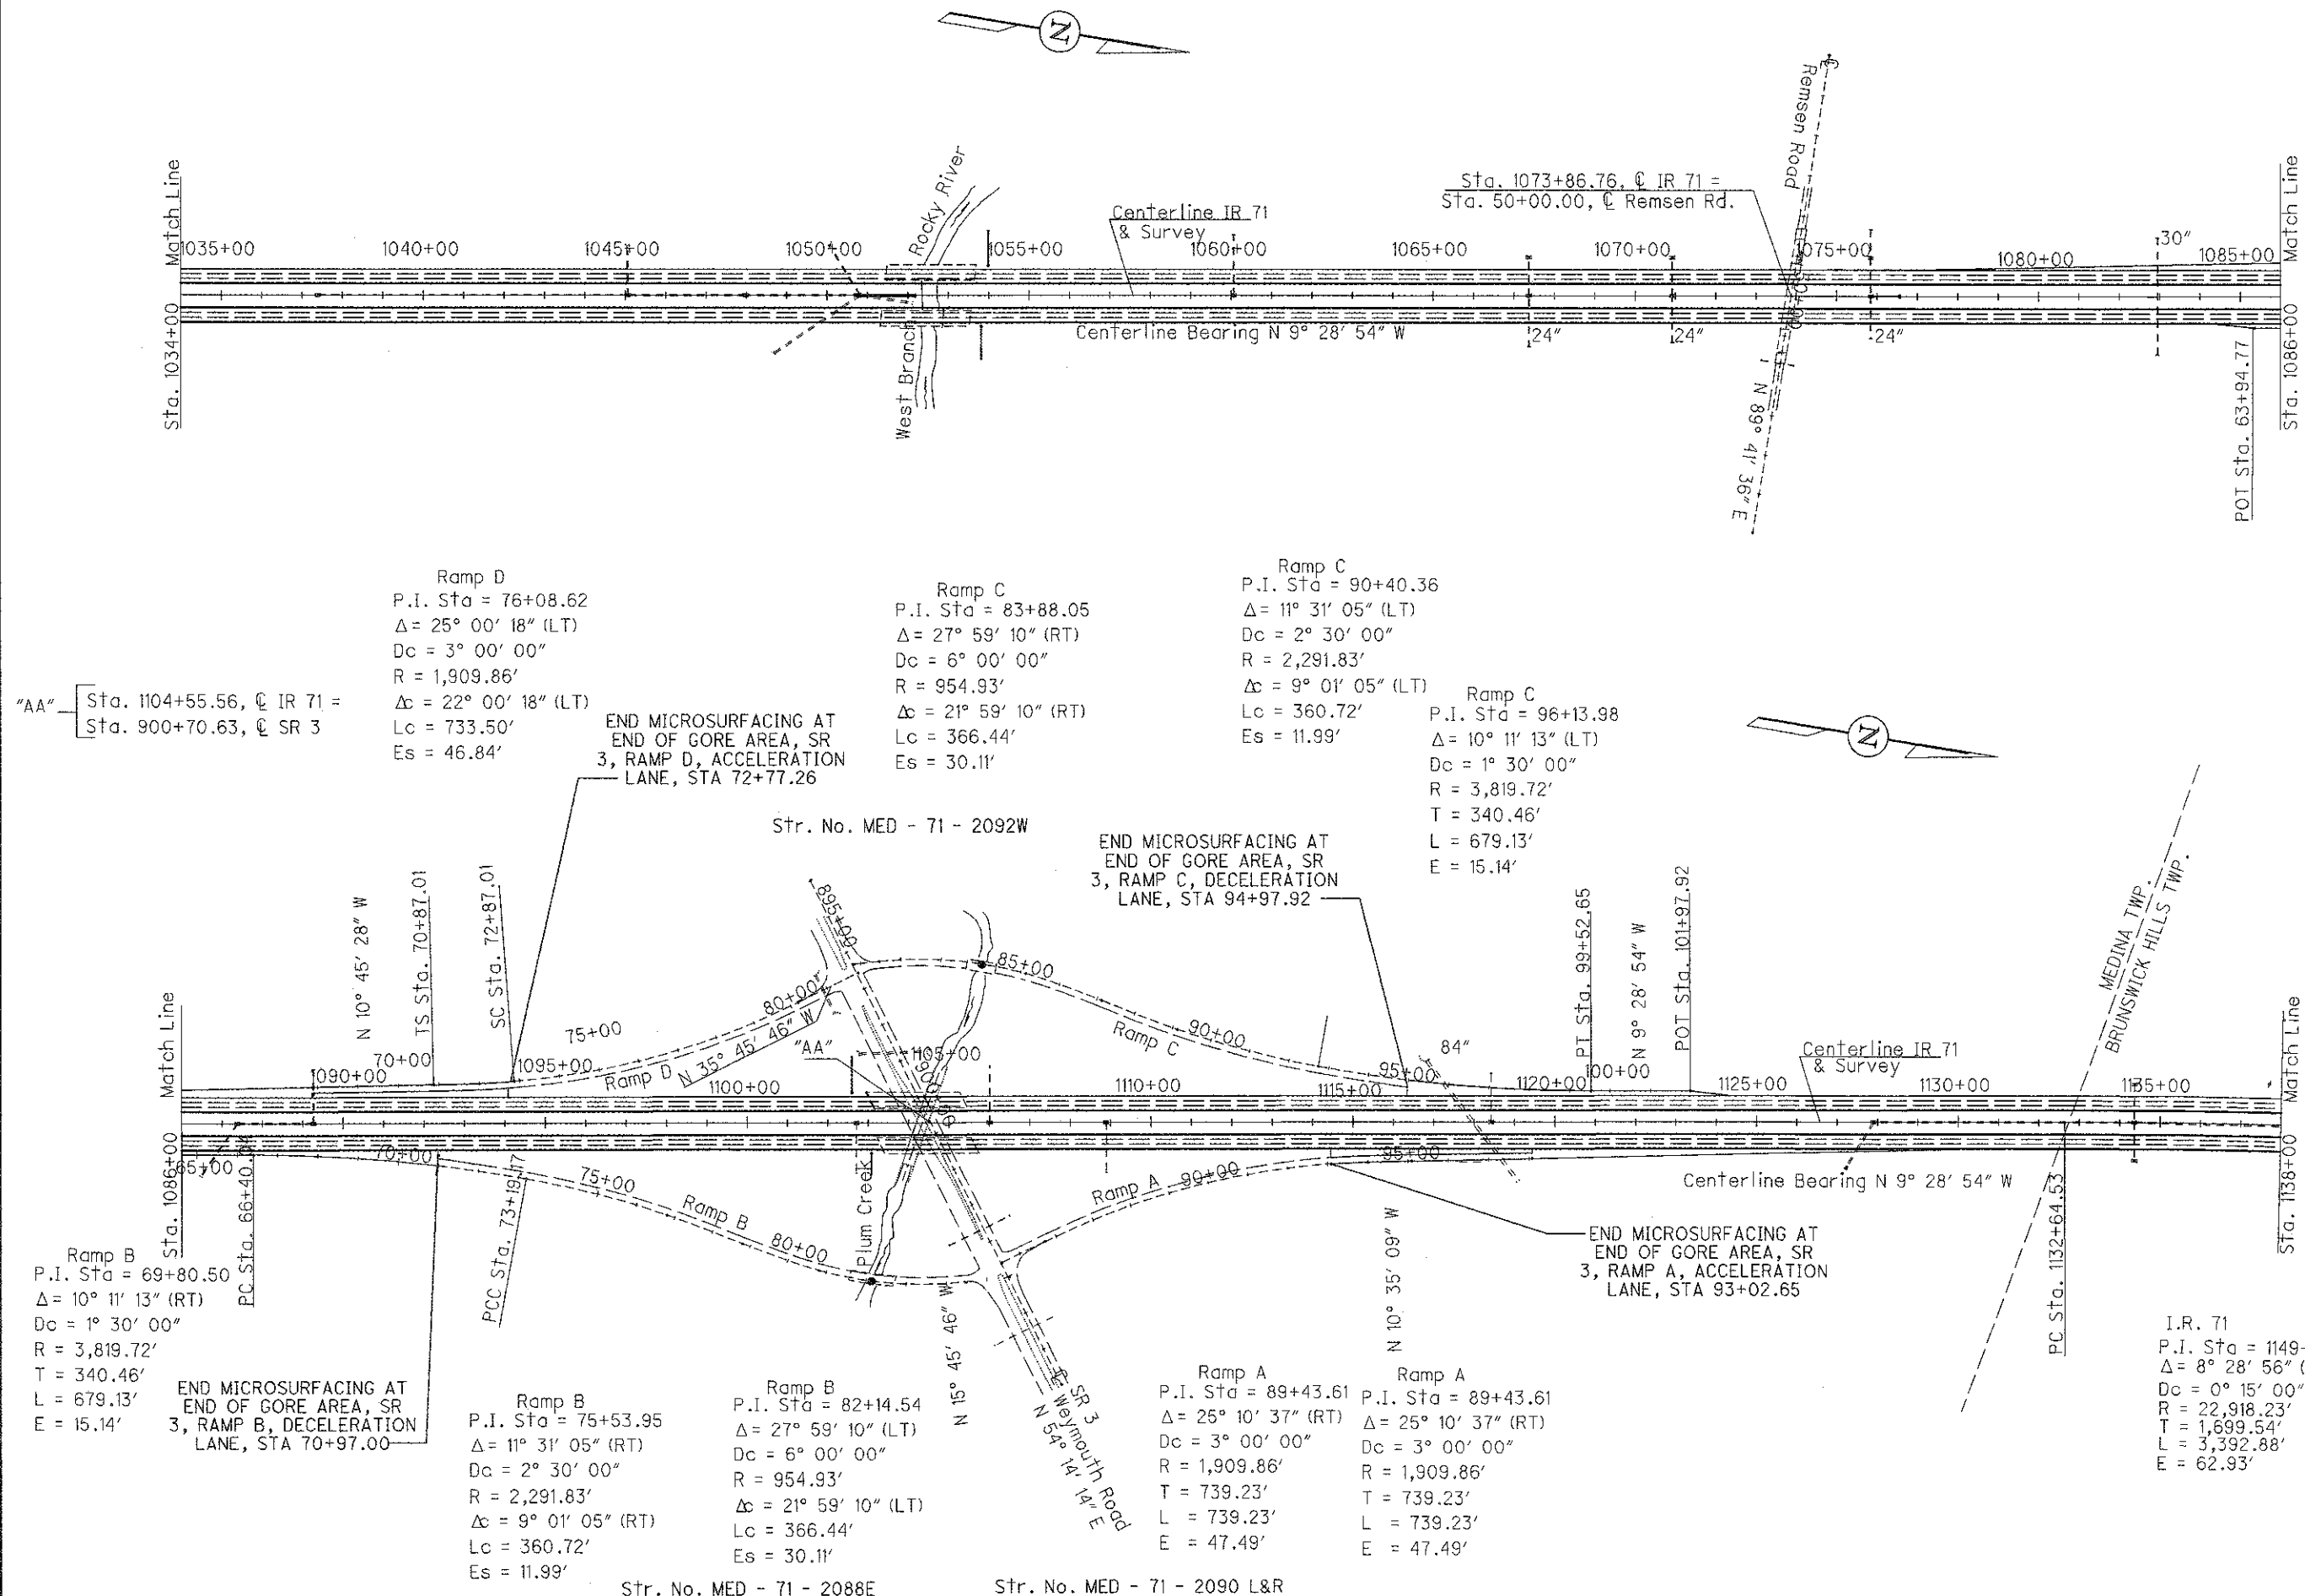 N
Remsen Road
Rocky River
Sta. 1073+86.76, ℄ IR 71 =
Sta. 50+00.00, ℄ Remsen Rd.
Centerline IR 71
& Survey
Match Line
Sta. 1034+00
1035+00
1040+00
1045+00
1050+00
1055+00
1060+00
1065+00
1070+00
1075+00
1080+00
1085+00
30"
Match Line
Sta. 1086+00
50+00
West Branch
Centerline Bearing N 9° 28' 54" W
24"
24"
24"
N 89° 41' 36" E
POT Sta. 63+94.77
"AA"
Sta. 1104+55.56, ℄ IR 71 =
Sta. 900+70.63, ℄ SR 3
Ramp D
P.I. Sta = 76+08.62
Δ = 25° 00' 18" (LT)
Dc = 3° 00' 00"
R = 1,909.86'
Δc = 22° 00' 18" (LT)
Lc = 733.50'
Es = 46.84'
END MICROSURFACING AT
END OF GORE AREA, SR
3, RAMP D, ACCELERATION
LANE, STA 72+77.26
Ramp C
P.I. Sta = 83+88.05
Δ = 27° 59' 10" (RT)
Dc = 6° 00' 00"
R = 954.93'
Δc = 21° 59' 10" (RT)
Lc = 366.44'
Es = 30.11'
Ramp C
P.I. Sta = 90+40.36
Δ = 11° 31' 05" (LT)
Dc = 2° 30' 00"
R = 2,291.83'
Δc = 9° 01' 05" (LT)
Lc = 360.72'
Es = 11.99'
Ramp C
P.I. Sta = 96+13.98
Δ = 10° 11' 13" (LT)
Dc = 1° 30' 00"
R = 3,819.72'
T = 340.46'
L = 679.13'
E = 15.14'
N
Str. No. MED - 71 - 2092W
END MICROSURFACING AT
END OF GORE AREA, SR
3, RAMP C, DECELERATION
LANE, STA 94+97.92
N 10° 45' 28" W
TS Sta. 70+87.01
SC Sta. 72+87.01
895+00
PT Sta. 99+52.65
N 9° 28' 54" W
POT Sta. 101+97.92
MEDINA TWP.
BRUNSWICK HILLS TWP.
Match Line
Sta. 1086+00
70+00
75+00
80+00
85+00
90+00
95+00
100+00
84"
Ramp D
N 35° 45' 46" W
"AA"
Ramp C
1090+00
1095+00
1100+00
1105+00
1110+00
1115+00
1120+00
1125+00
1130+00
1135+00
Centerline IR 71
& Survey
Match Line
Sta. 1138+00
65+00
70+00
75+00
80+00
90+00
95+00
PC Sta. 66+40.04
PCC Sta. 73+19.17
Ramp B
Plum Creek
Ramp A
Centerline Bearing N 9° 28' 54" W
PC Sta. 1132+64.53
END MICROSURFACING AT
END OF GORE AREA, SR
3, RAMP A, ACCELERATION
LANE, STA 93+02.65
N 15° 45' 46" W
N 10° 35' 09" W
℄ SR 3
Weymouth Road
N 54° 14' 14" E
Ramp B
P.I. Sta = 69+80.50
Δ = 10° 11' 13" (RT)
Dc = 1° 30' 00"
R = 3,819.72'
T = 340.46'
L = 679.13'
E = 15.14'
END MICROSURFACING AT
END OF GORE AREA, SR
3, RAMP B, DECELERATION
LANE, STA 70+97.00
Ramp B
P.I. Sta = 75+53.95
Δ = 11° 31' 05" (RT)
Dc = 2° 30' 00"
R = 2,291.83'
Δc = 9° 01' 05" (RT)
Lc = 360.72'
Es = 11.99'
Ramp B
P.I. Sta = 82+14.54
Δ = 27° 59' 10" (LT)
Dc = 6° 00' 00"
R = 954.93'
Δc = 21° 59' 10" (LT)
Lc = 366.44'
Es = 30.11'
Ramp A
P.I. Sta = 89+43.61
Δ = 25° 10' 37" (RT)
Dc = 3° 00' 00"
R = 1,909.86'
T = 739.23'
L = 739.23'
E = 47.49'
Ramp A
P.I. Sta = 89+43.61
Δ = 25° 10' 37" (RT)
Dc = 3° 00' 00"
R = 1,909.86'
T = 739.23'
L = 739.23'
E = 47.49'
I.R. 71
P.I. Sta = 1149+
Δ = 8° 28' 56" (
Dc = 0° 15' 00"
R = 22,918.23'
T = 1,699.54'
L = 3,392.88'
E = 62.93'
Str. No. MED - 71 - 2088E
Str. No. MED - 71 - 2090 L&R